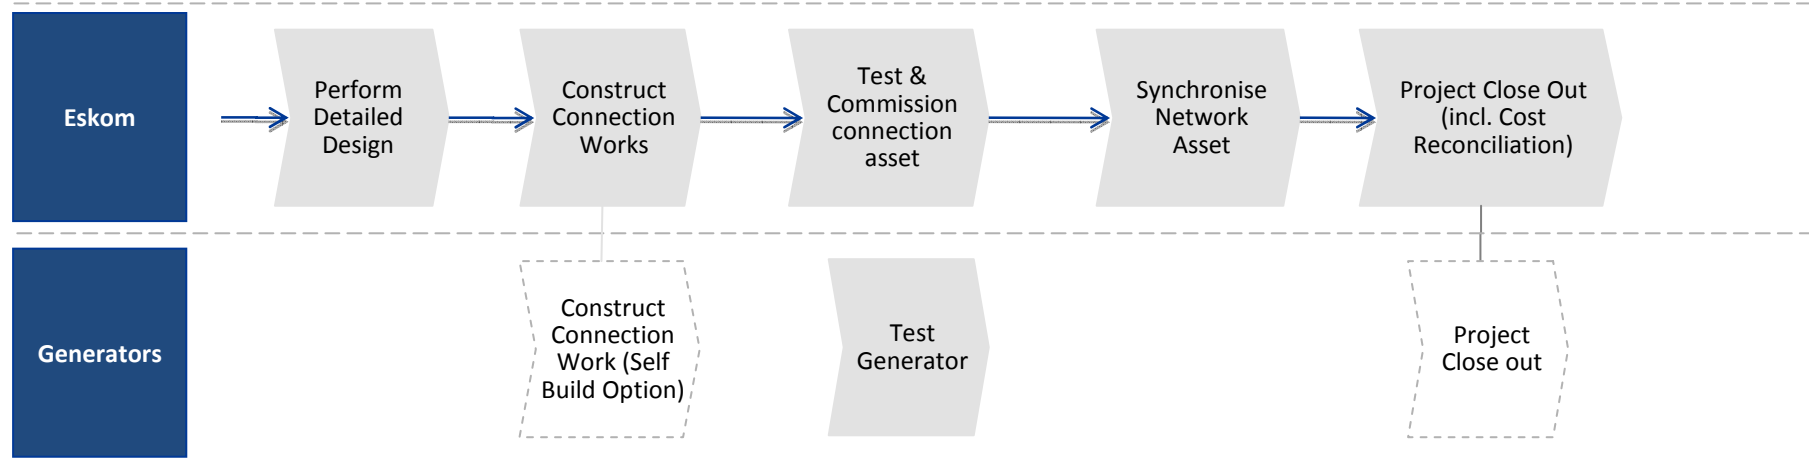 Eskom
Perform
Detailed
Design
Construct
Connection
Works
Test &
Commission
connection
asset
Synchronise
Network
Asset
Project Close Out
(incl. Cost
Reconciliation)
Generators
Construct
Connection
Work (Self
Build Option)
Test
Generator
Project
Close out